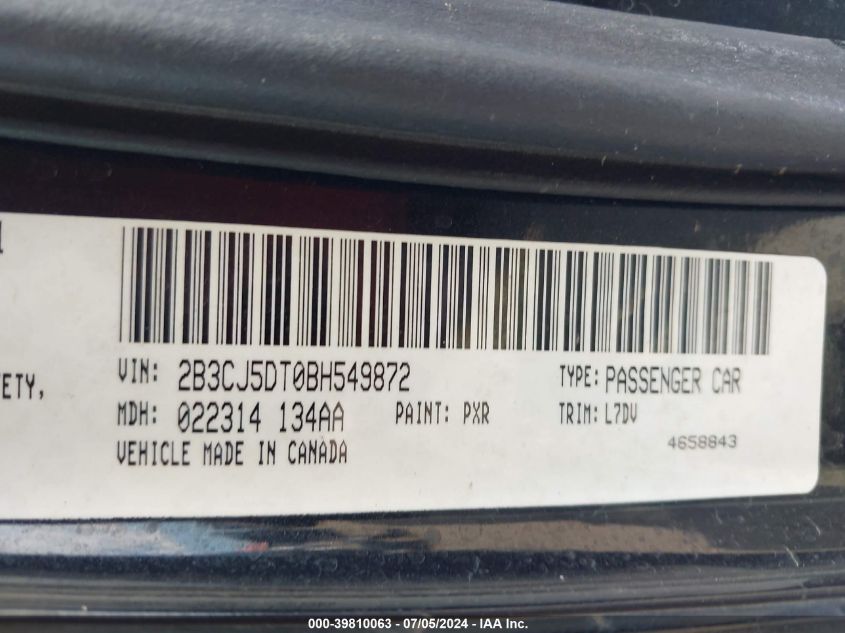 VIN: 2B3CJ5DT0BH549872 TYPE: PASSENGER CAR
ETY,
MDH: 022314 134AA PAINT: PXR TRIM: L7DV
VEHICLE MADE IN CANADA 4658843
000-39810063 - 07/05/2024 - IAA Inc.